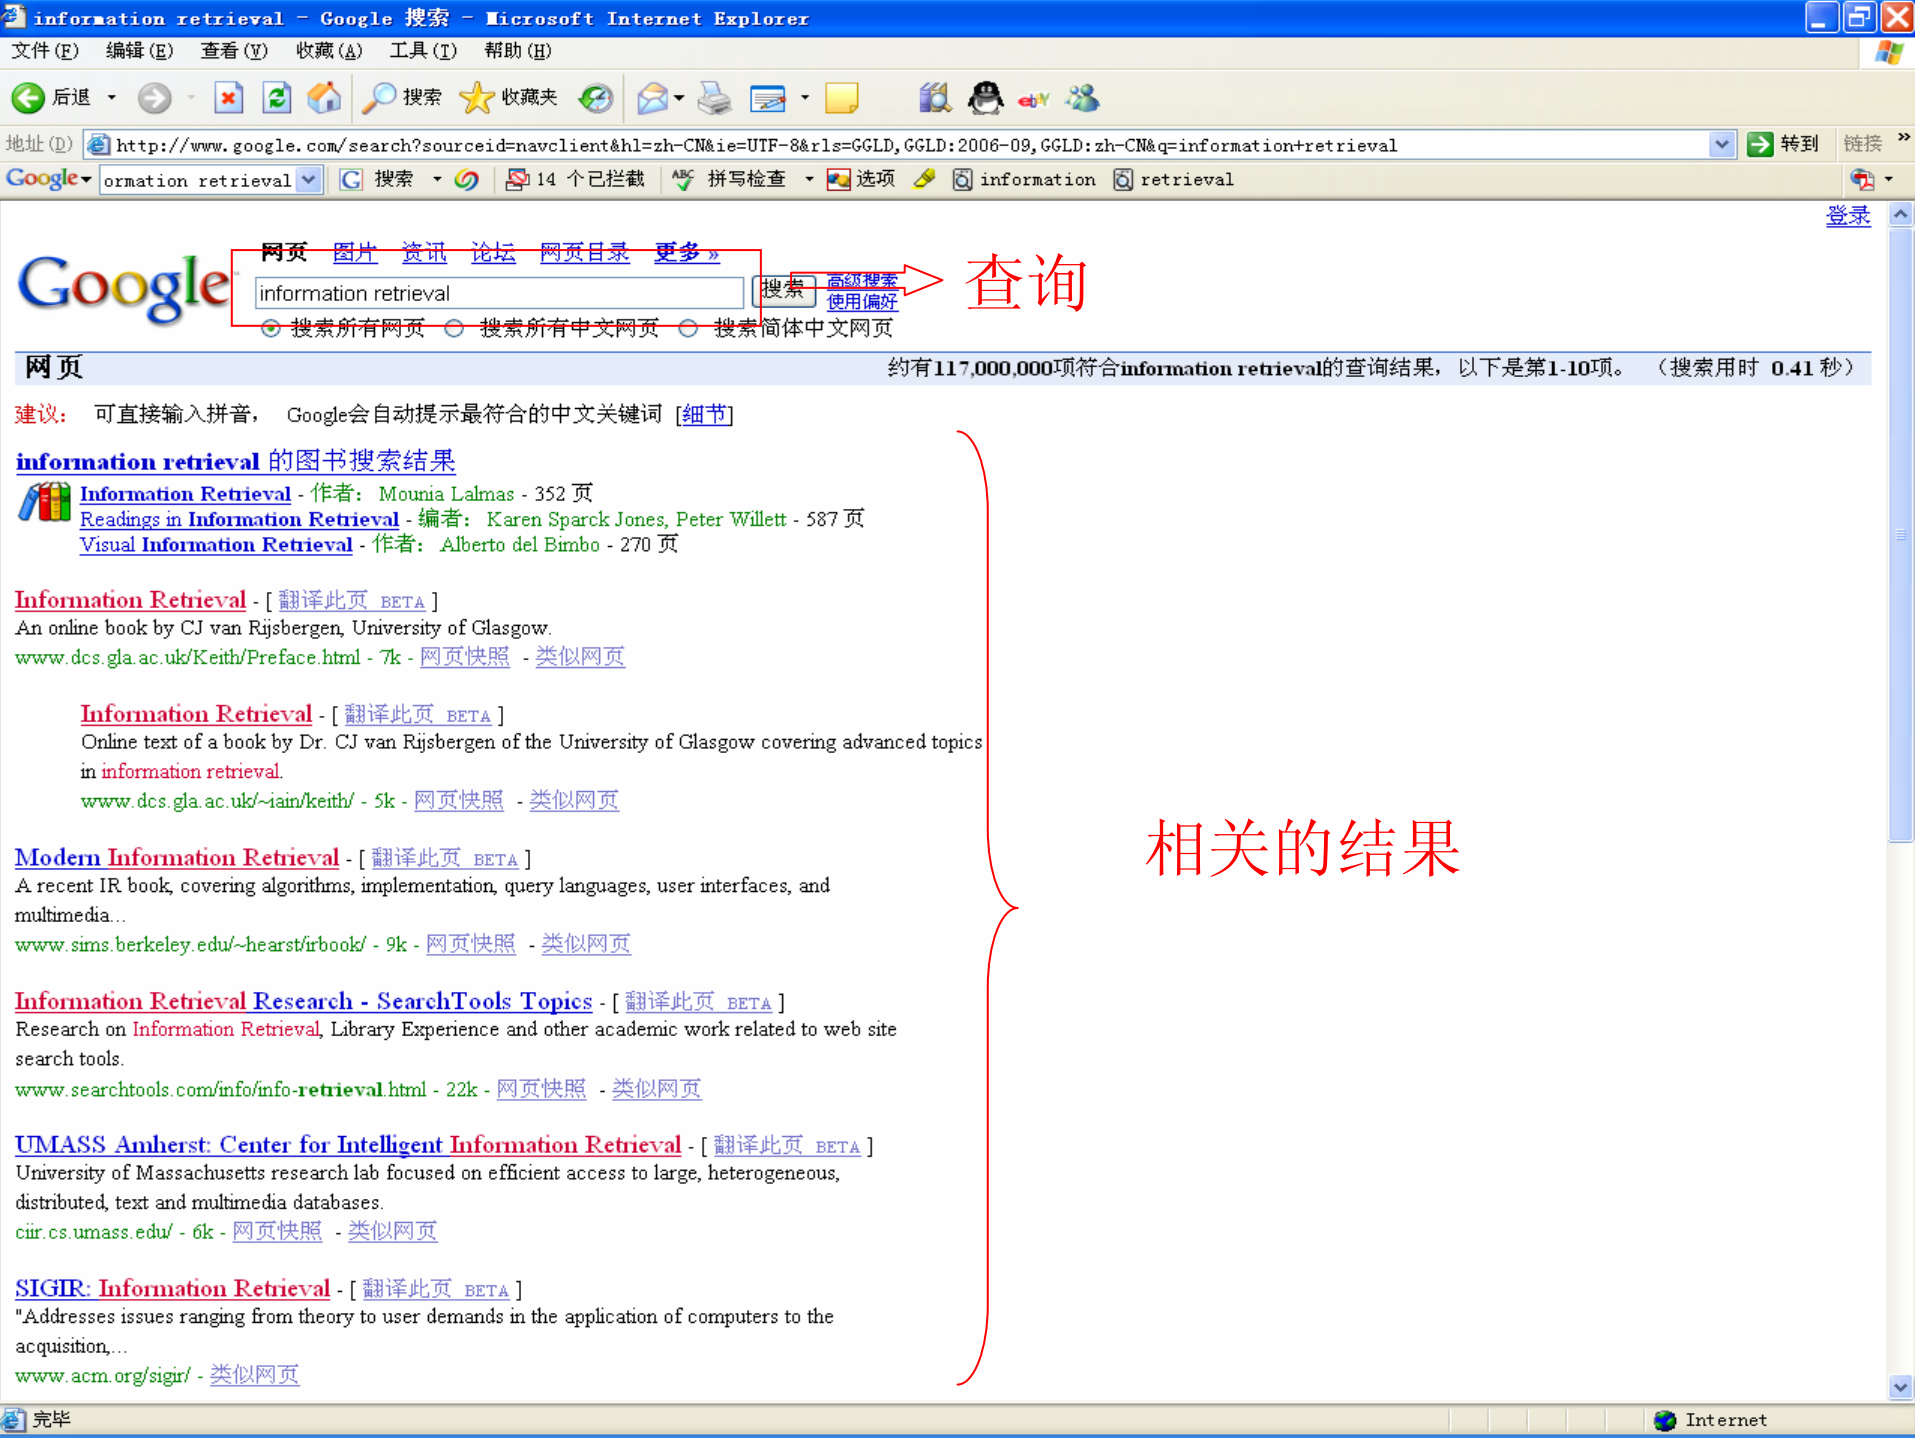 information retrieval - Google 搜索 - Microsoft Internet Explorer
文件(F) 编辑(E) 查看(V) 收藏(A) 工具(T) 帮助(H)
后退 搜索 收藏夹 ebY
地址(D) http://www.google.com/search?sourceid=navclient&hl=zh-CN&ie=UTF-8&rls=GGLD,GGLD:2006-09,GGLD:zh-CN&q=information+retrieval 转到 链接 »
Google ormation retrieval G 搜索 14 个已拦截 ABC 拼写检查 选项 information retrieval
登录
网页 图片 资讯 论坛 网页目录 更多 »
Google information retrieval 搜索 高级搜索 查询
使用偏好
搜索所有网页 搜索所有中文网页 搜索简体中文网页
网页 约有117,000,000项符合information retrieval的查询结果，以下是第1-10项。 （搜索用时 0.41 秒）
建议： 可直接输入拼音， Google会自动提示最符合的中文关键词 [细节]
information retrieval 的图书搜索结果
Information Retrieval - 作者： Mounia Lalmas - 352 页
Readings in Information Retrieval - 编者： Karen Sparck Jones, Peter Willett - 587 页
Visual Information Retrieval - 作者： Alberto del Bimbo - 270 页
Information Retrieval - [ 翻译此页 BETA ]
An online book by CJ van Rijsbergen, University of Glasgow.
www.dcs.gla.ac.uk/Keith/Preface.html - 7k - 网页快照 - 类似网页
Information Retrieval - [ 翻译此页 BETA ]
Online text of a book by Dr. CJ van Rijsbergen of the University of Glasgow covering advanced topics
in information retrieval.
www.dcs.gla.ac.uk/~iain/keith/ - 5k - 网页快照 - 类似网页
相关的结果
Modern Information Retrieval - [ 翻译此页 BETA ]
A recent IR book, covering algorithms, implementation, query languages, user interfaces, and
multimedia...
www.sims.berkeley.edu/~hearst/irbook/ - 9k - 网页快照 - 类似网页
Information Retrieval Research - SearchTools Topics - [ 翻译此页 BETA ]
Research on Information Retrieval, Library Experience and other academic work related to web site
search tools.
www.searchtools.com/info/info-retrieval.html - 22k - 网页快照 - 类似网页
UMASS Amherst: Center for Intelligent Information Retrieval - [ 翻译此页 BETA ]
University of Massachusetts research lab focused on efficient access to large, heterogeneous,
distributed, text and multimedia databases.
ciir.cs.umass.edu/ - 6k - 网页快照 - 类似网页
SIGIR: Information Retrieval - [ 翻译此页 BETA ]
"Addresses issues ranging from theory to user demands in the application of computers to the
acquisition,...
www.acm.org/sigir/ - 类似网页
完毕 Internet